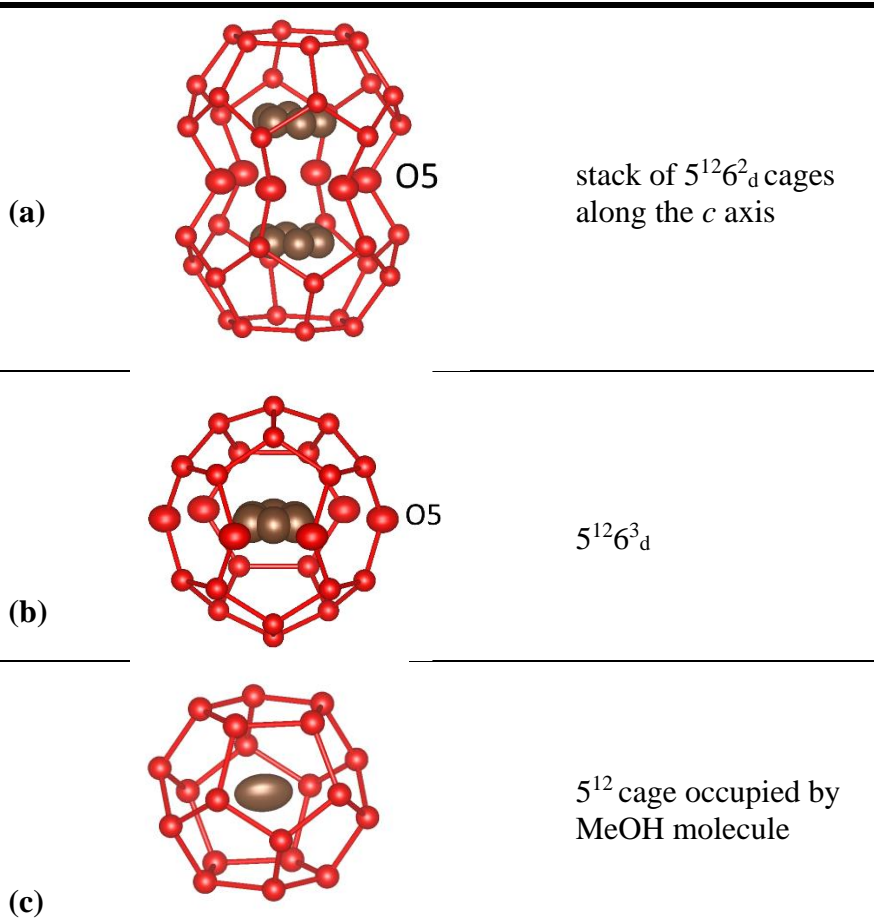 O5
(a)
stack of 5¹²6²d cages
along the c axis
O5
5¹²6³d
(b)
5¹² cage occupied by
MeOH molecule
(c)